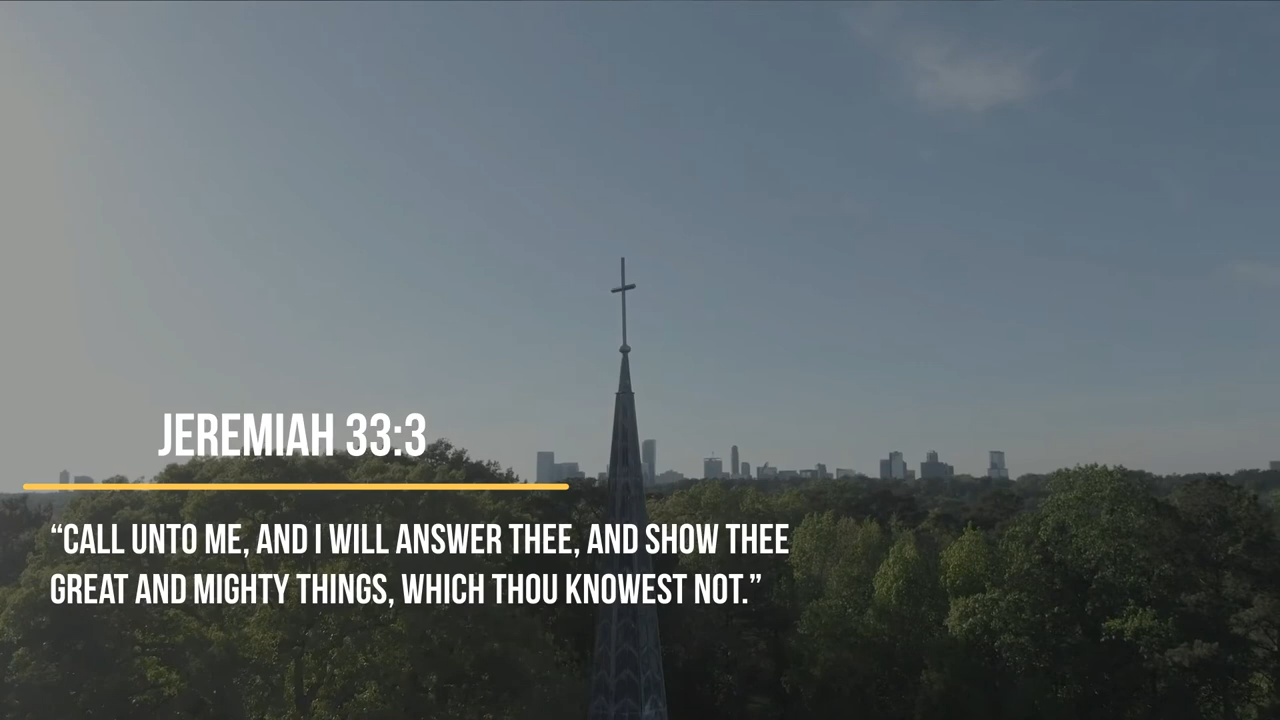 JEREMIAH 33:3
“CALL UNTO ME, AND I WILL ANSWER THEE, AND SHOW THEE
GREAT AND MIGHTY THINGS, WHICH THOU KNOWEST NOT.”